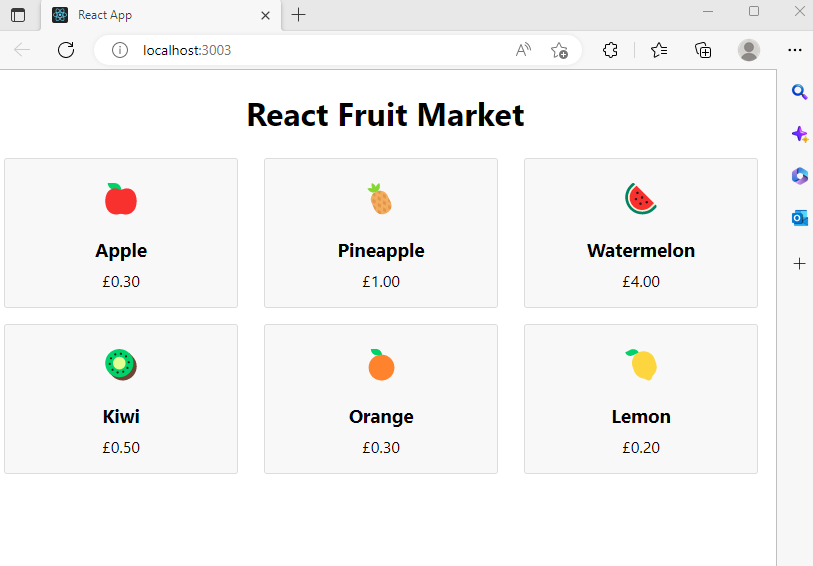 React App
localhost:3003
React Fruit Market
Apple
£0.30
Pineapple
£1.00
Watermelon
£4.00
Kiwi
£0.50
Orange
£0.30
Lemon
£0.20